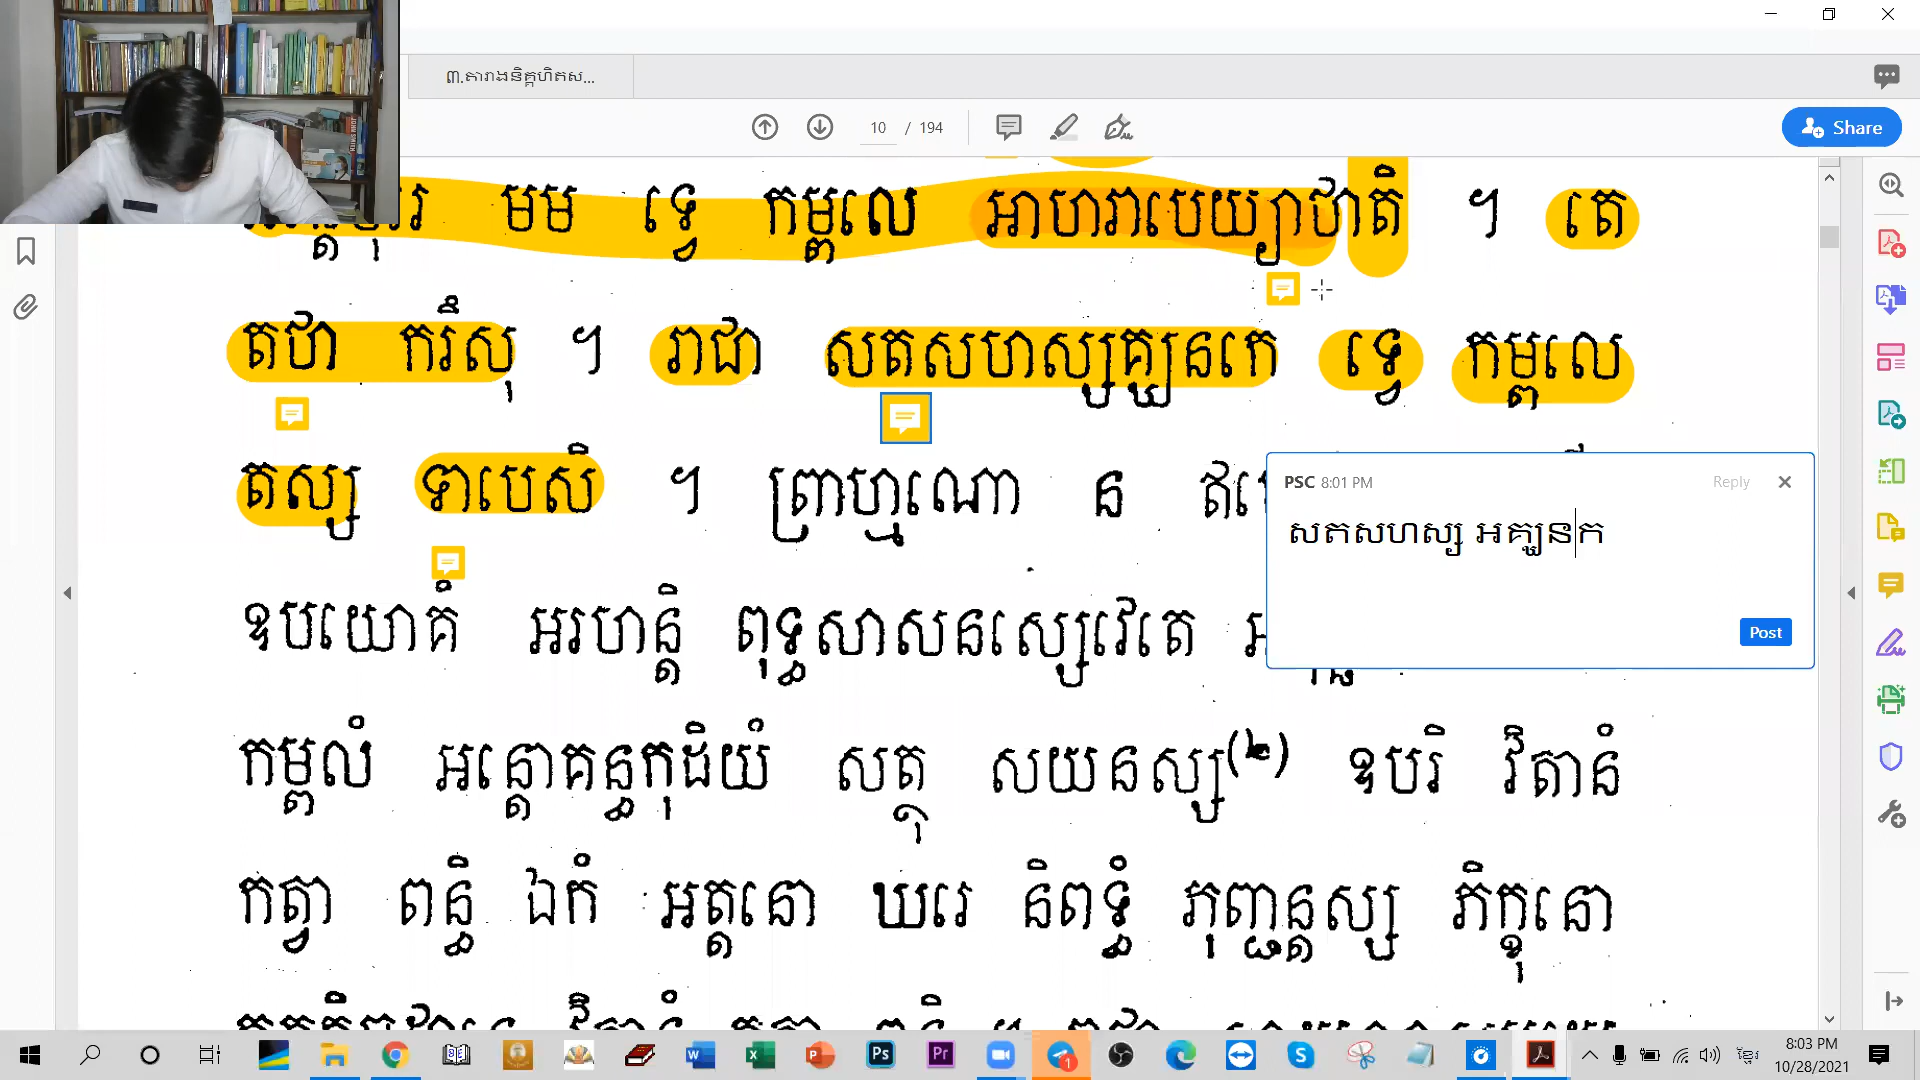 ៣.តារាងនិគ្គហិតស...
10 / 194
Share
មម ទ្វេ កម្ពលេ អាហរាបេយ្យាថាតិ ។ តេ
តថា ករឹសុ ។ រាជា សតសហស្សគ្ឃនកេ ទ្វេ កម្ពលេ
តស្ស ទាបេសិ ។ ព្រាហ្មណោ ន
PSC 8:01 PM Reply
សតសហស្ស អគ្ឃនក
Post
ឧបយោគំ អរហន្តិ ពុទ្ធសាសនស្សេវេតេ
កម្ពលំ អន្តោគន្ធកុដិយំ សត្ថុ សយនស្ស(២) ឧបរិ វិតានំ
កត្វា ពន្ធិ ឯកំ អត្តនោ ឃរេ និពទ្ធំ ភុញ្ជន្តស្ស ភិក្ខុនោ
8:03 PM
ខ្មែរ
10/28/2021